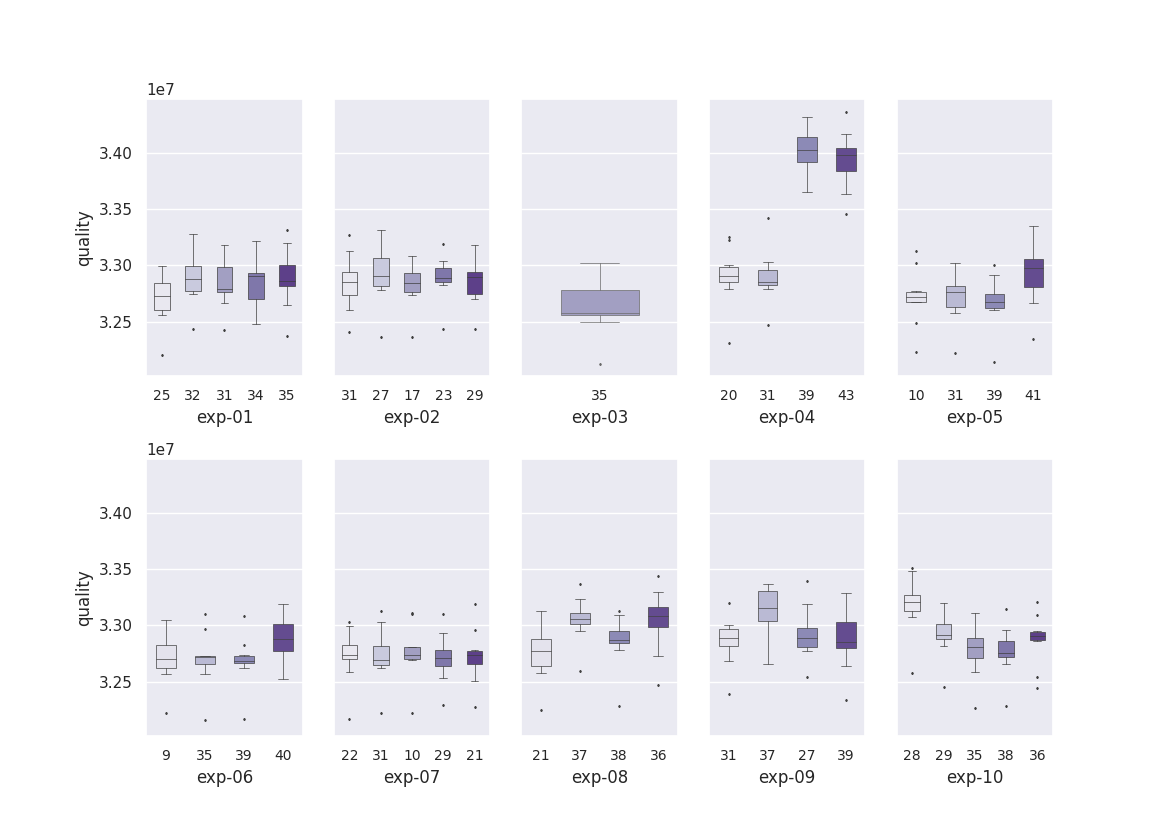 1e7
quality
3.40
3.35
3.30
3.25
25 32 31 34 35
exp-01
31 27 17 23 29
exp-02
35
exp-03
20 31 39 43
exp-04
10 31 39 41
exp-05
1e7
quality
3.40
3.35
3.30
3.25
9 35 39 40
exp-06
22 31 10 29 21
exp-07
21 37 38 36
exp-08
31 37 27 39
exp-09
28 29 35 38 36
exp-10